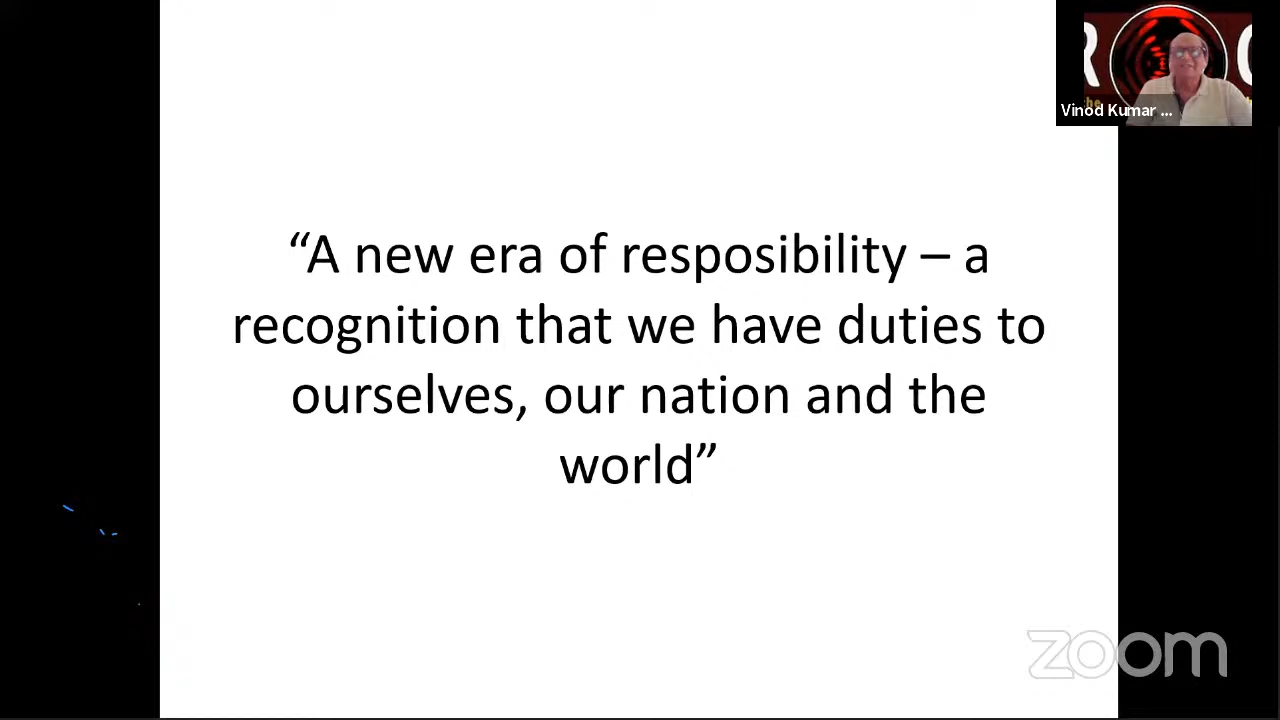 Vinod Kumar ...
“A new era of resposibility – a
recognition that we have duties to
ourselves, our nation and the
world”
zoom